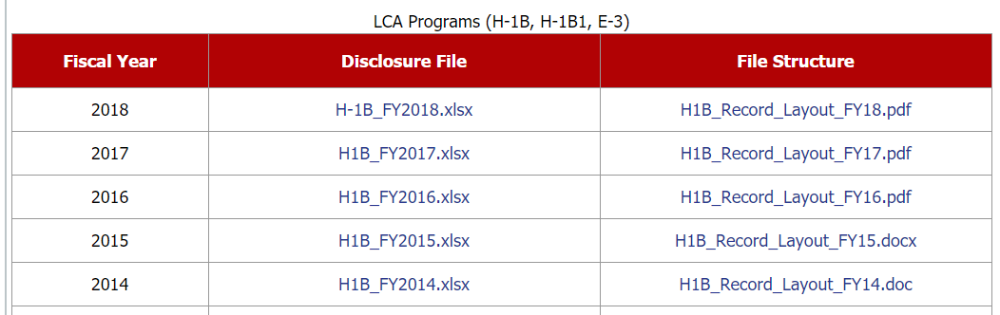 LCA Programs (H-1B, H-1B1, E-3)
Fiscal Year Disclosure File File Structure
2018 H-1B_FY2018.xlsx H1B_Record_Layout_FY18.pdf
2017 H1B_FY2017.xlsx H1B_Record_Layout_FY17.pdf
2016 H1B_FY2016.xlsx H1B_Record_Layout_FY16.pdf
2015 H1B_FY2015.xlsx H1B_Record_Layout_FY15.docx
2014 H1B_FY2014.xlsx H1B_Record_Layout_FY14.doc